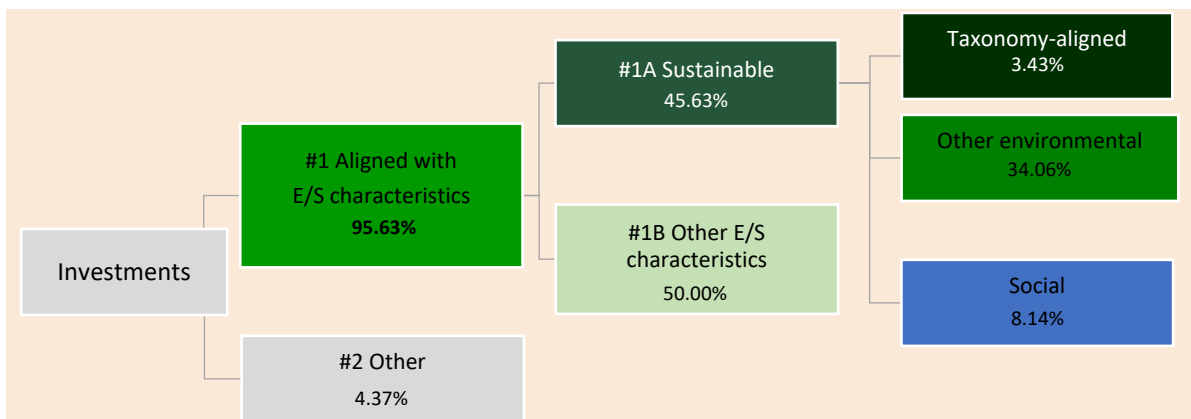 Investments
#1 Aligned with
E/S characteristics
95.63%
#2 Other
4.37%
#1A Sustainable
45.63%
#1B Other E/S
characteristics
50.00%
Taxonomy-aligned
3.43%
Other environmental
34.06%
Social
8.14%